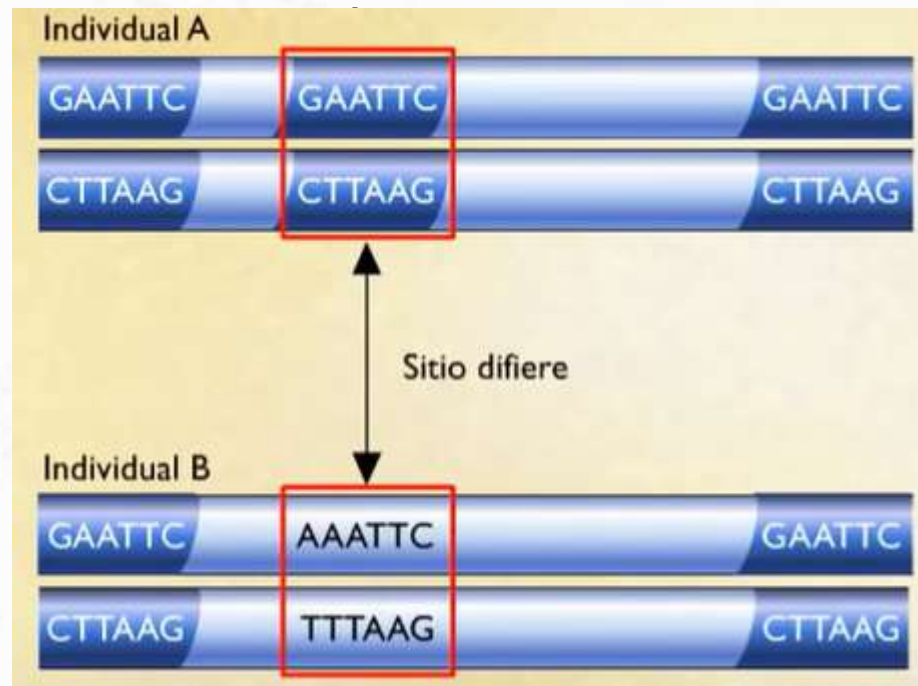 Individual A
GAATTC GAATTC GAATTC
CTTAAG CTTAAG CTTAAG
Sitio difiere
Individual B
GAATTC AAATTC GAATTC
CTTAAG TTTAAG CTTAAG